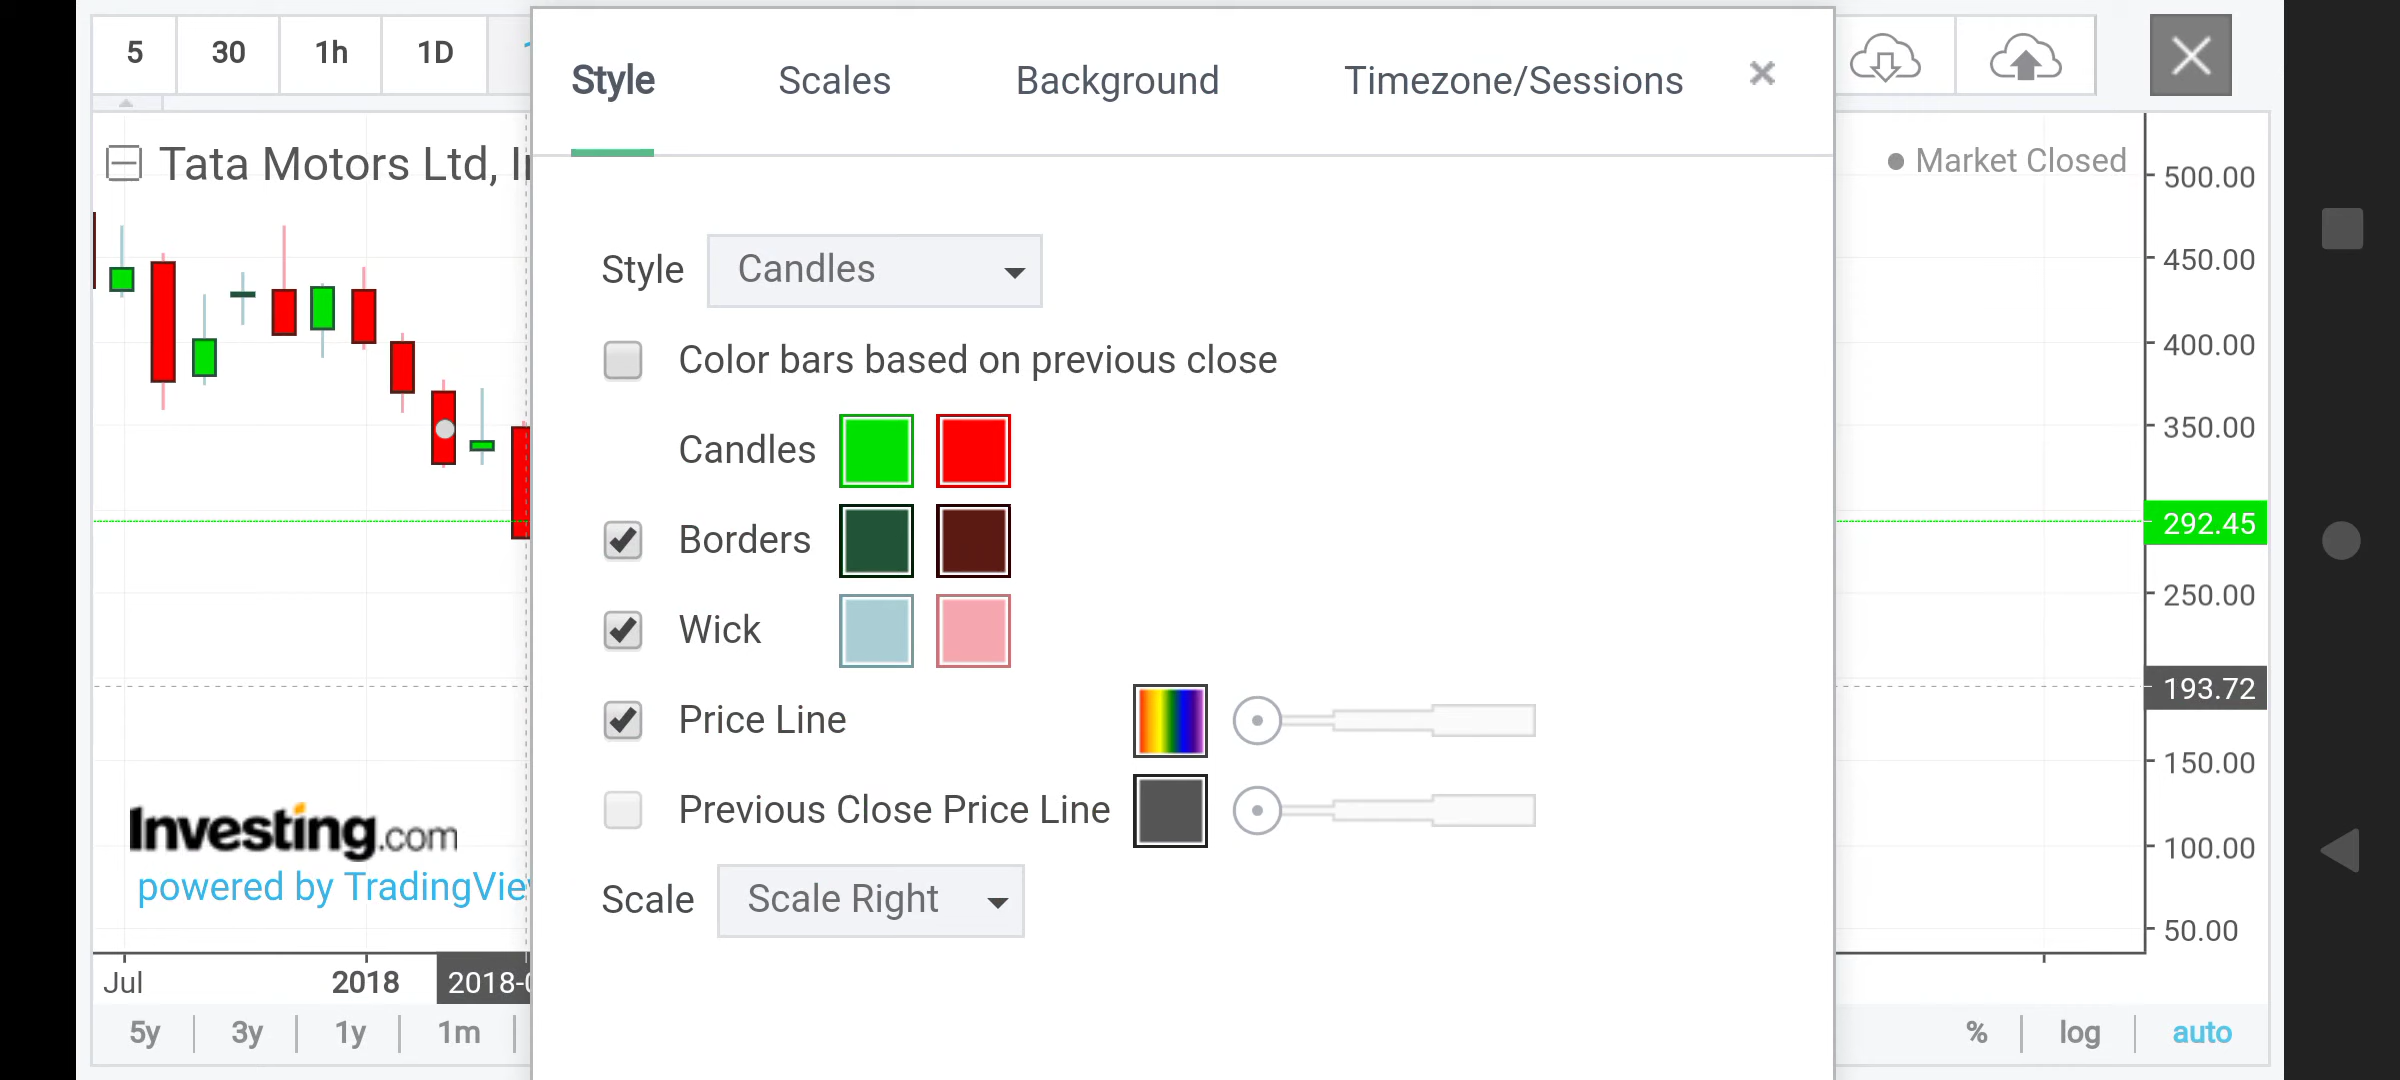 5 30 1h 1D
Style Scales Background Timezone/Sessions
Tata Motors Ltd,
Market Closed
500.00
450.00
400.00
350.00
292.45
250.00
193.72
150.00
100.00
50.00
Style Candles
Color bars based on previous close
Candles
Borders
Wick
Price Line
Previous Close Price Line
Scale Scale Right
Investing.com
powered by TradingVie
Jul 2018 2018-0
5y 3y 1y 1m
% log auto